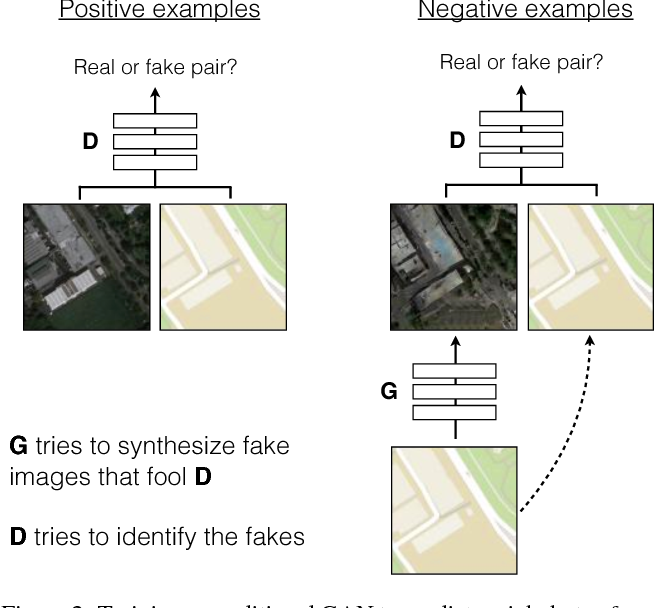 Positive examples
Negative examples
Real or fake pair?
Real or fake pair?
D
D
G
G tries to synthesize fake
images that fool D
D tries to identify the fakes